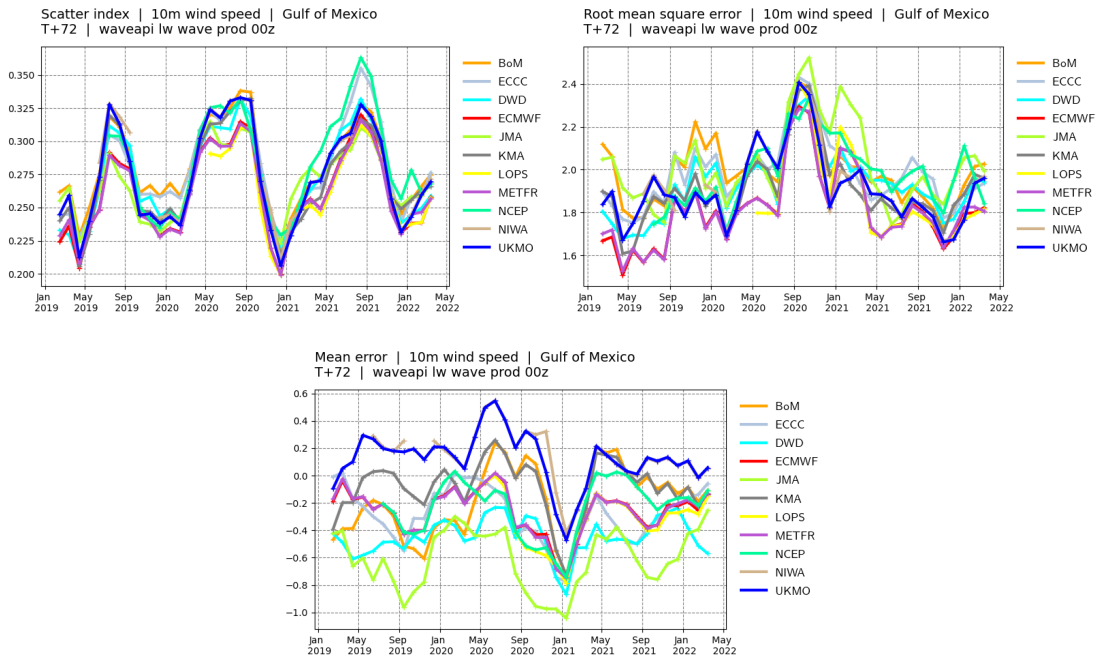 Scatter index | 10m wind speed | Gulf of Mexico
T+72 | waveapi lw wave prod 00z
0.350
0.325
0.300
0.275
0.250
0.225
0.200
Jan 2019
May 2019
Sep 2019
Jan 2020
May 2020
Sep 2020
Jan 2021
May 2021
Sep 2021
Jan 2022
May 2022
BoM
ECCC
DWD
ECMWF
JMA
KMA
LOPS
METFR
NCEP
NIWA
UKMO
Root mean square error | 10m wind speed | Gulf of Mexico
T+72 | waveapi lw wave prod 00z
2.4
2.2
2.0
1.8
1.6
Jan 2019
May 2019
Sep 2019
Jan 2020
May 2020
Sep 2020
Jan 2021
May 2021
Sep 2021
Jan 2022
May 2022
BoM
ECCC
DWD
ECMWF
JMA
KMA
LOPS
METFR
NCEP
NIWA
UKMO
Mean error | 10m wind speed | Gulf of Mexico
T+72 | waveapi lw wave prod 00z
0.6
0.4
0.2
0.0
−0.2
−0.4
−0.6
−0.8
−1.0
Jan 2019
May 2019
Sep 2019
Jan 2020
May 2020
Sep 2020
Jan 2021
May 2021
Sep 2021
Jan 2022
May 2022
BoM
ECCC
DWD
ECMWF
JMA
KMA
LOPS
METFR
NCEP
NIWA
UKMO